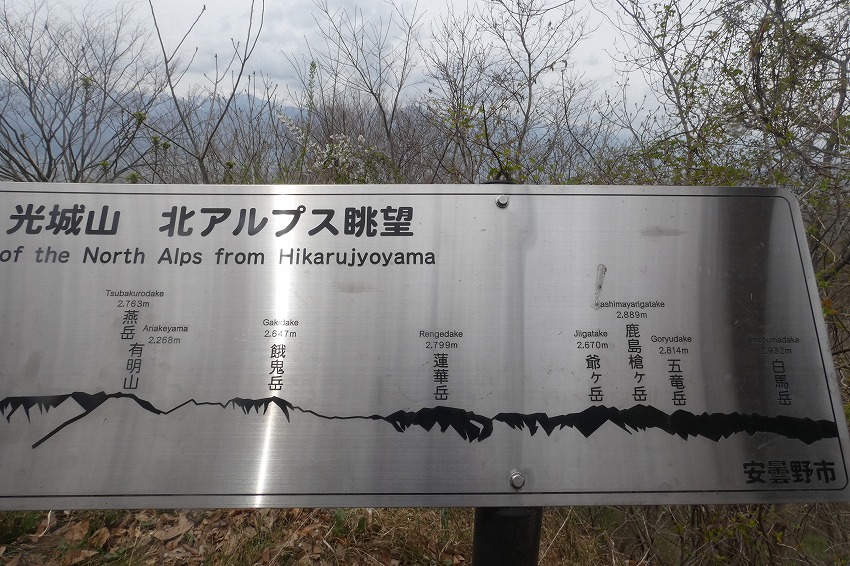 光城山　北アルプス眺望
of the North Alps from Hikarujyoyama
Tsubakurodake
2,763m
燕岳
Ariakeyama
2,268m
有明山
Gakidake
2,647m
餓鬼岳
Rengedake
2,799m
蓮華岳
Jiigatake
2,670m
爺ヶ岳
ashimayarigatake
2,889m
鹿島槍ヶ岳
Goryudake
2,814m
五竜岳
2,932m
白馬岳
安曇野市